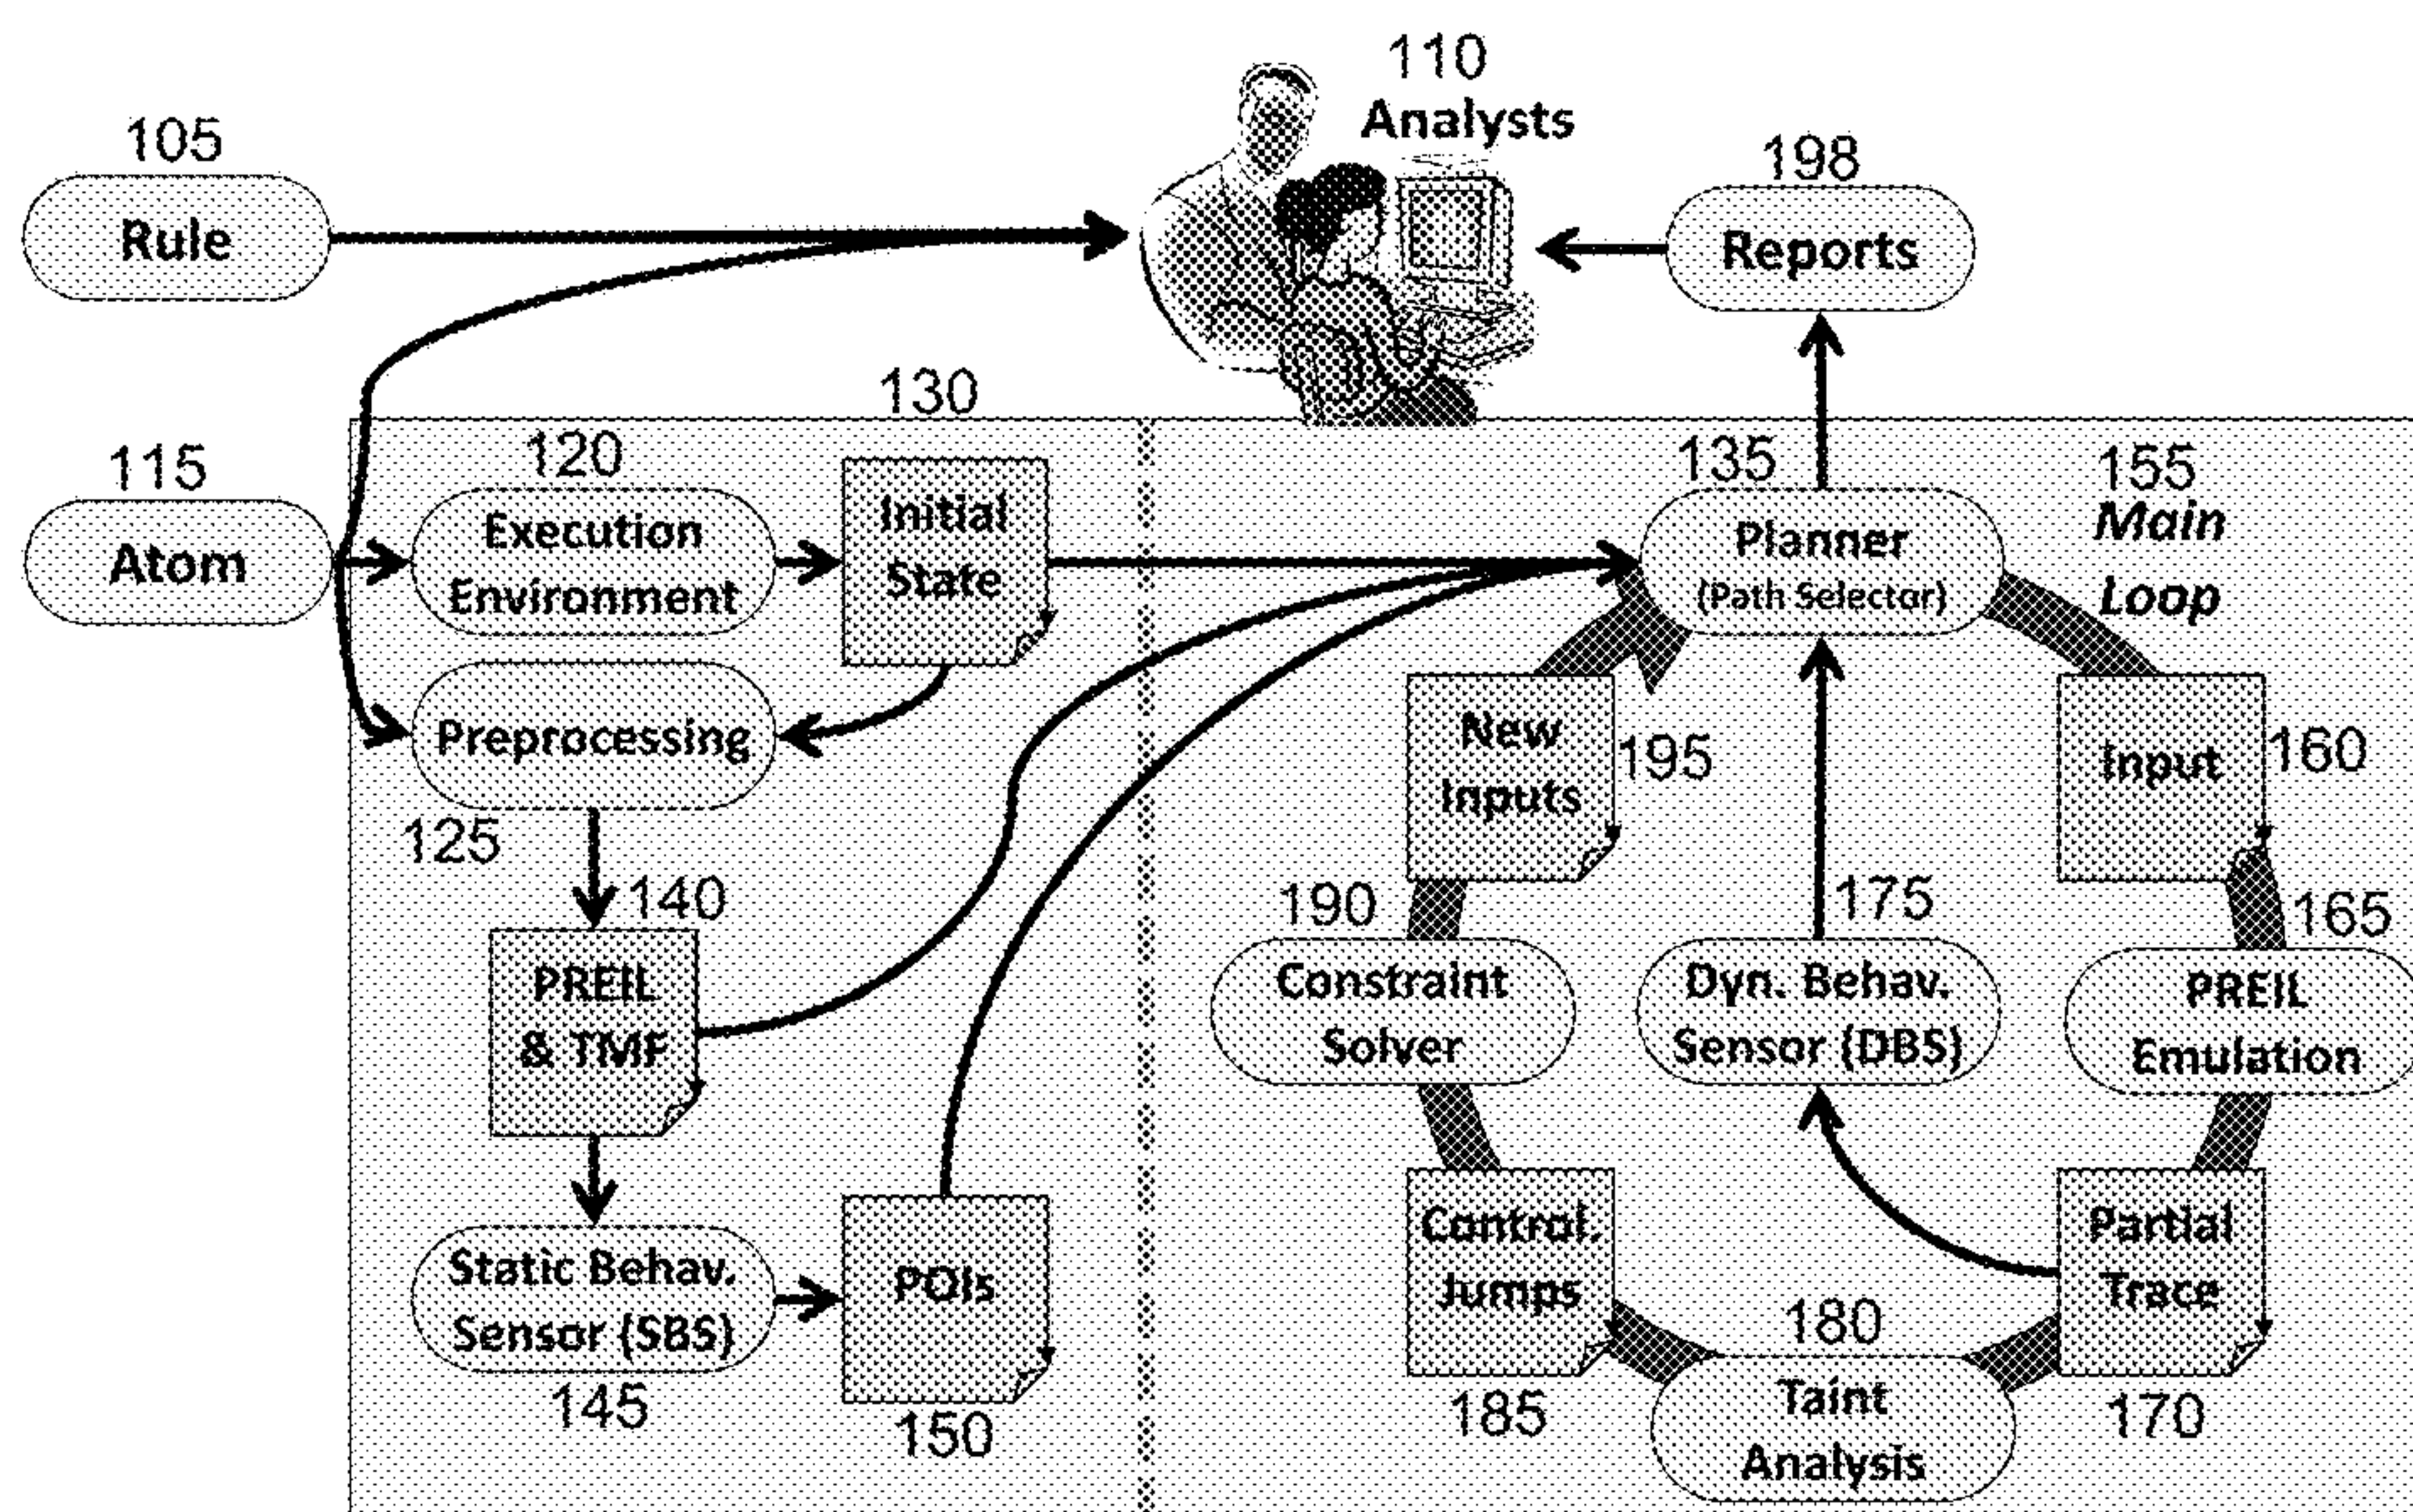 110
Analysts
105
Rule
198
Reports
130
115
Atom
120
Execution
Environment
Initial
State
135
Planner
(Path Selector)
155
Main
Loop
Preprocessing
125
New
Inputs
195
Input
160
140
PREIL
& TMF
190
Constraint
Solver
175
Dyn. Behav.
Sensor (DBS)
165
PREIL
Emulation
Static Behav.
Sensor (SBS)
145
POIs
150
Control.
Jumps
185
180
Taint
Analysis
Partial
Trace
170